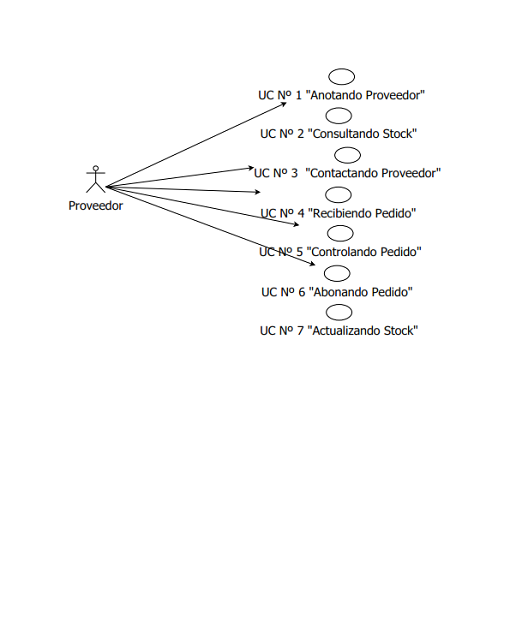 UC Nº 1 "Anotando Proveedor"
UC Nº 2 "Consultando Stock"
UC Nº 3  "Contactando Proveedor"
Proveedor
UC Nº 4 "Recibiendo Pedido"
UC Nº 5 "Controlando Pedido"
UC Nº 6 "Abonando Pedido"
UC Nº 7 "Actualizando Stock"